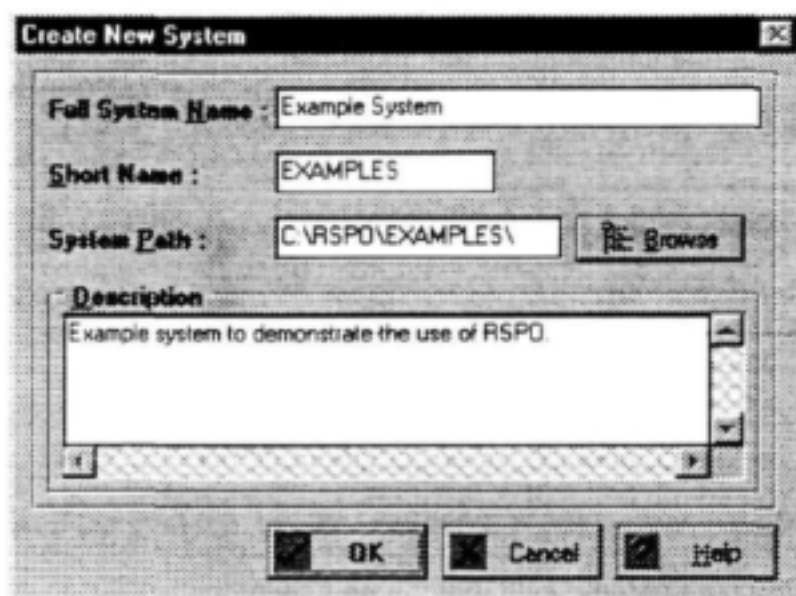 Create New System
Full System Name : Example System
Short Name : EXAMPLES
System Path : C:\RSPO\EXAMPLES\ Browse
Description
Example system to demonstrate the use of RSPO.
OK Cancel Help